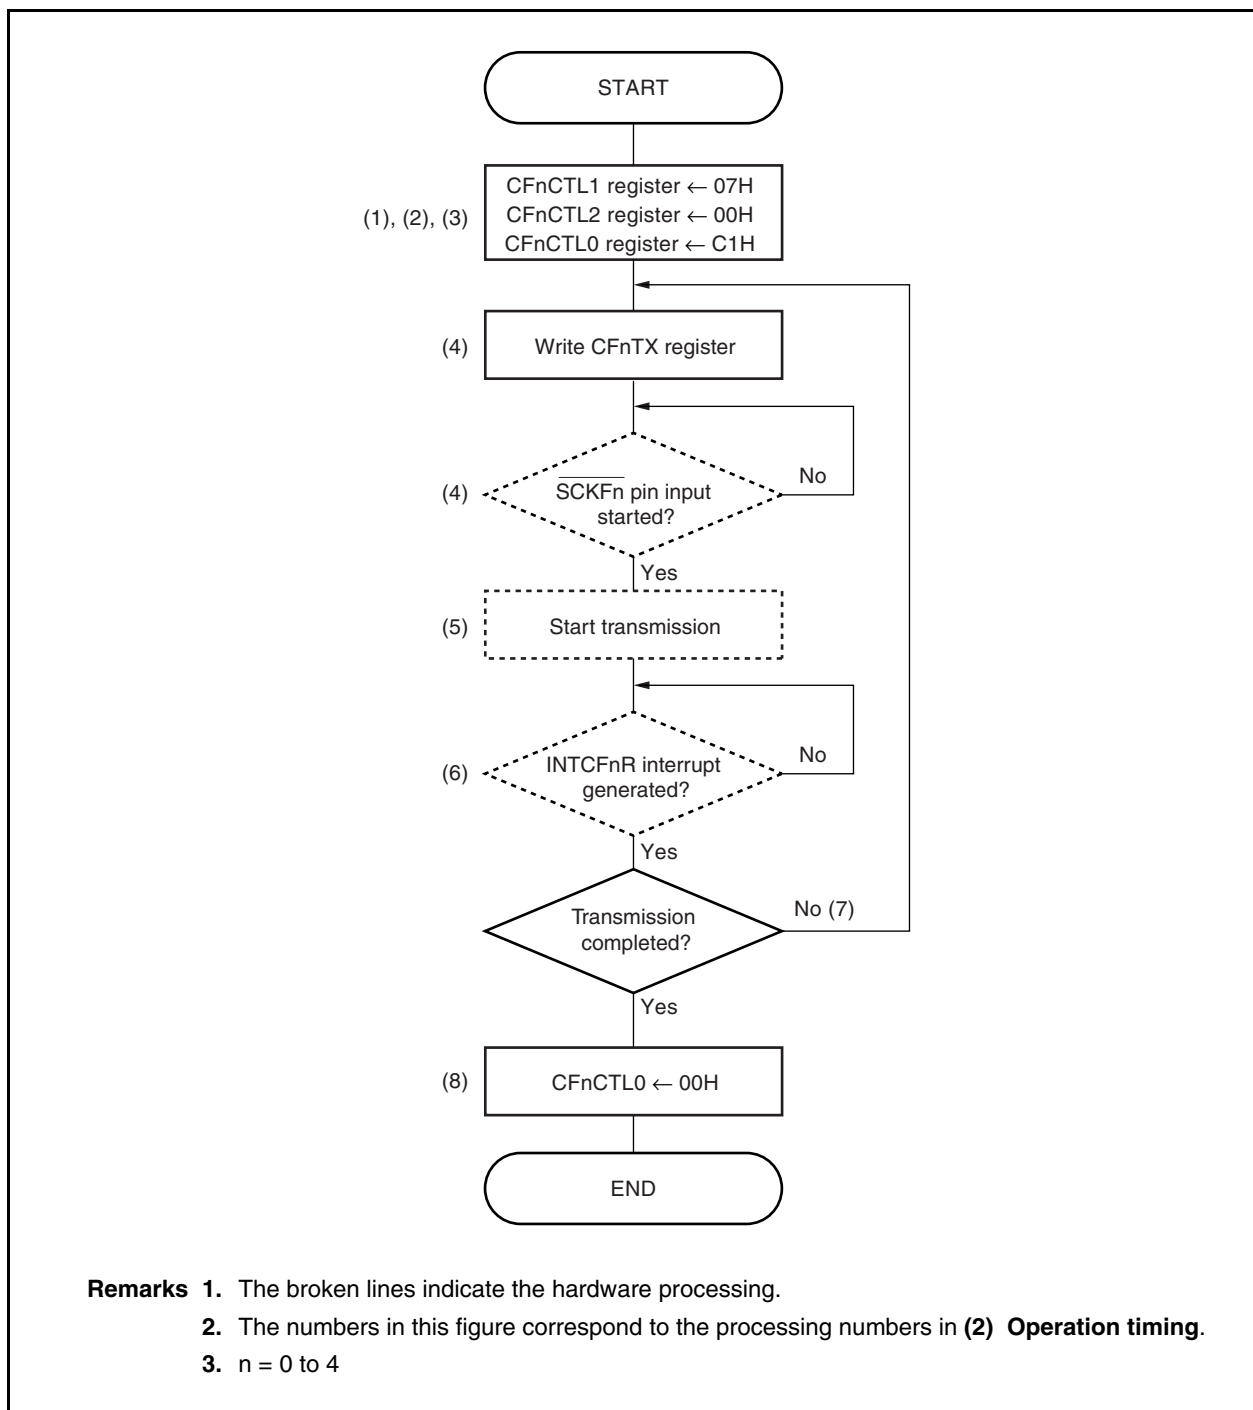 START
(1), (2), (3)
CFnCTL1 register ← 07H
CFnCTL2 register ← 00H
CFnCTL0 register ← C1H
(4)
Write CFnTX register
(4)
SCKFn pin input
started?
No
Yes
(5)
Start transmission
(6)
INTCFnR interrupt
generated?
No
Yes
Transmission
completed?
No (7)
Yes
(8)
CFnCTL0 ← 00H
END
Remarks 1. The broken lines indicate the hardware processing.
2. The numbers in this figure correspond to the processing numbers in (2) Operation timing.
3. n = 0 to 4